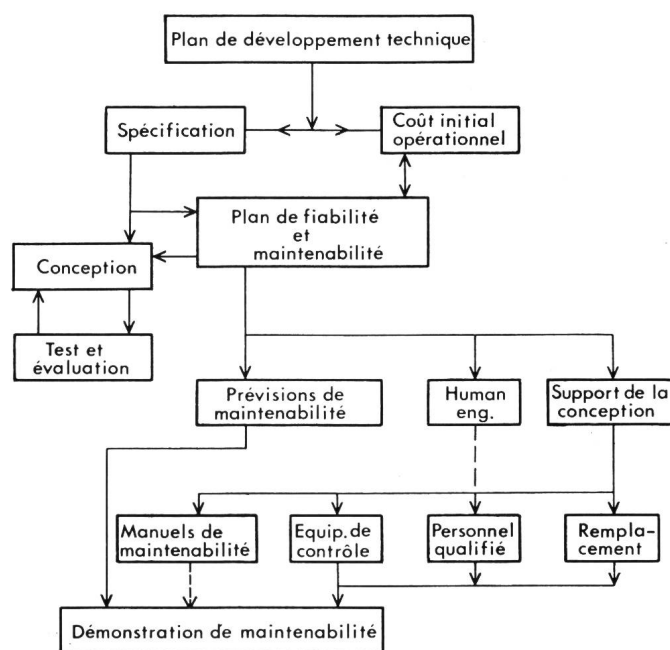 Plan de développement technique
Spécification
Coût initial
opérationnel
Plan de fiabilité
et
maintenabilité
Conception
Test et
évaluation
Prévisions de
maintenabilité
Human
eng.
Support de la
conception
Manuels de
maintenabilité
Equip. de
contrôle
Personnel
qualifié
Rempla-
cement
Démonstration de maintenabilité